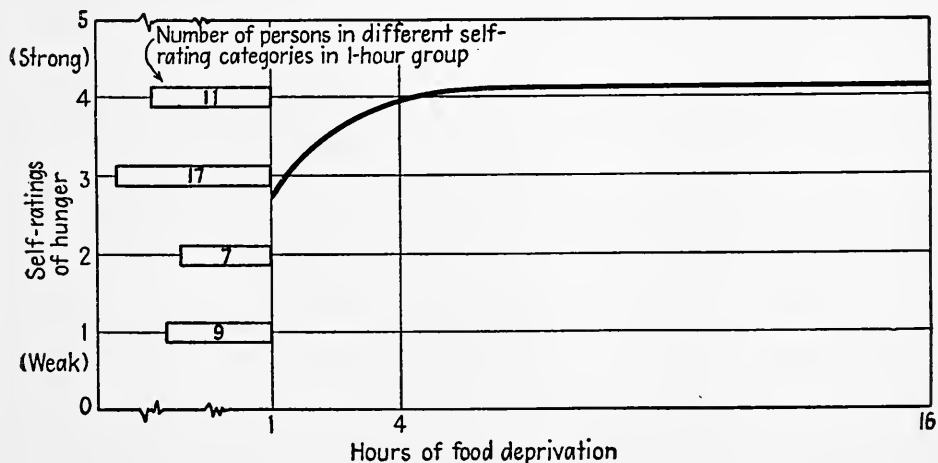 5
(Strong)
Number of persons in different self-
rating categories in 1-hour group
4
11
3
17
Self-ratings
of hunger
2
7
1
9
(Weak)
0
1
4
16
Hours of food deprivation